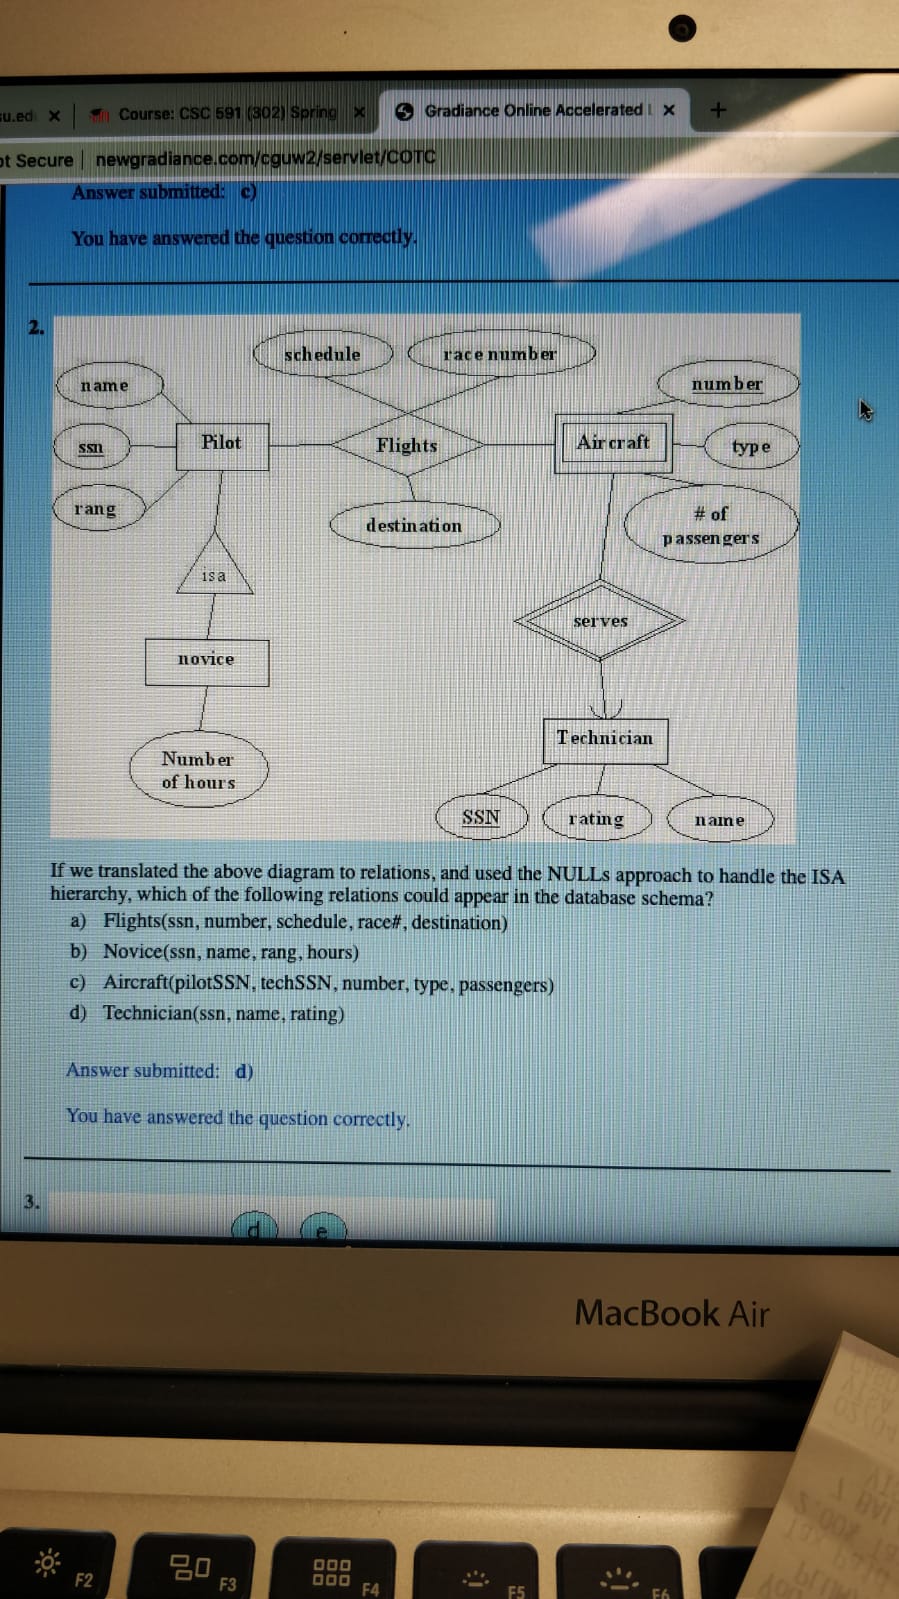 su.ed
Course: CSC 591 (302) Spring
Gradiance Online Accelerated
ot Secure | newgradiance.com/cguw2/servlet/COTC
Answer submitted: c)
You have answered the question correctly.
2.
schedule
race number
name
number
ssn
Pilot
Flights
Aircraft
type
rang
destination
# of
passengers
isa
serves
novice
Technician
Number
of hours
SSN
rating
name
If we translated the above diagram to relations, and used the NULLs approach to handle the ISA
hierarchy, which of the following relations could appear in the database schema?
a) Flights(ssn, number, schedule, race#, destination)
b) Novice(ssn, name, rang, hours)
c) Aircraft(pilotSSN, techSSN, number, type, passengers)
d) Technician(ssn, name, rating)
Answer submitted: d)
You have answered the question correctly.
3.
d
e
MacBook Air
F2
F3
F4
F5
F6